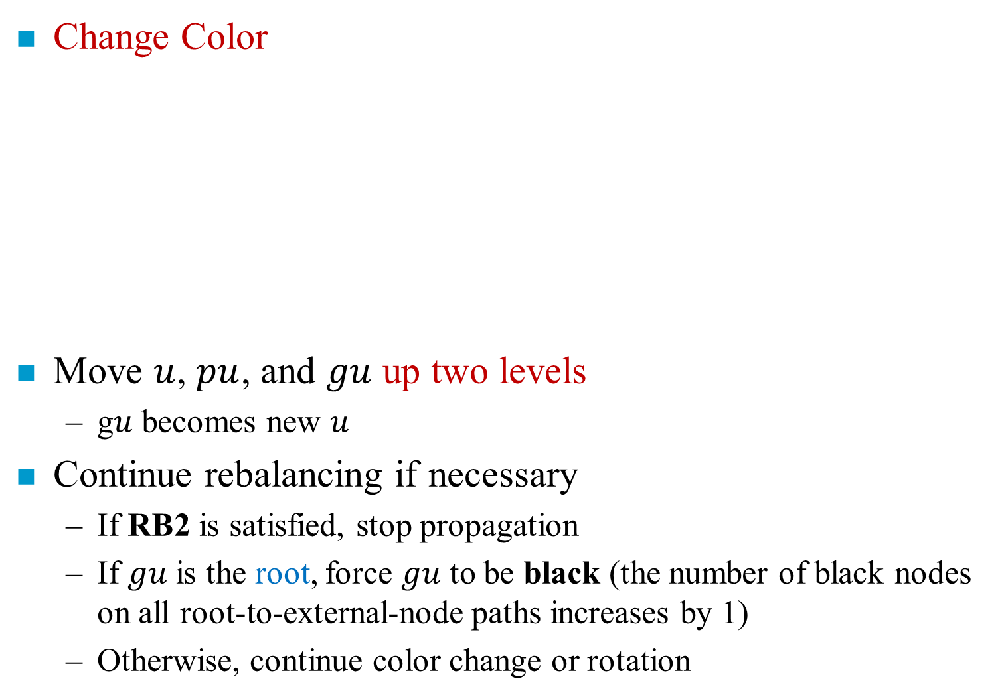 ■ Change Color
■ Move 𝑢, 𝑝𝑢, and 𝑔𝑢 up two levels
– g𝑢 becomes new 𝑢
■ Continue rebalancing if necessary
– If RB2 is satisfied, stop propagation
– If 𝑔𝑢 is the root, force 𝑔𝑢 to be black (the number of black nodes
on all root-to-external-node paths increases by 1)
– Otherwise, continue color change or rotation